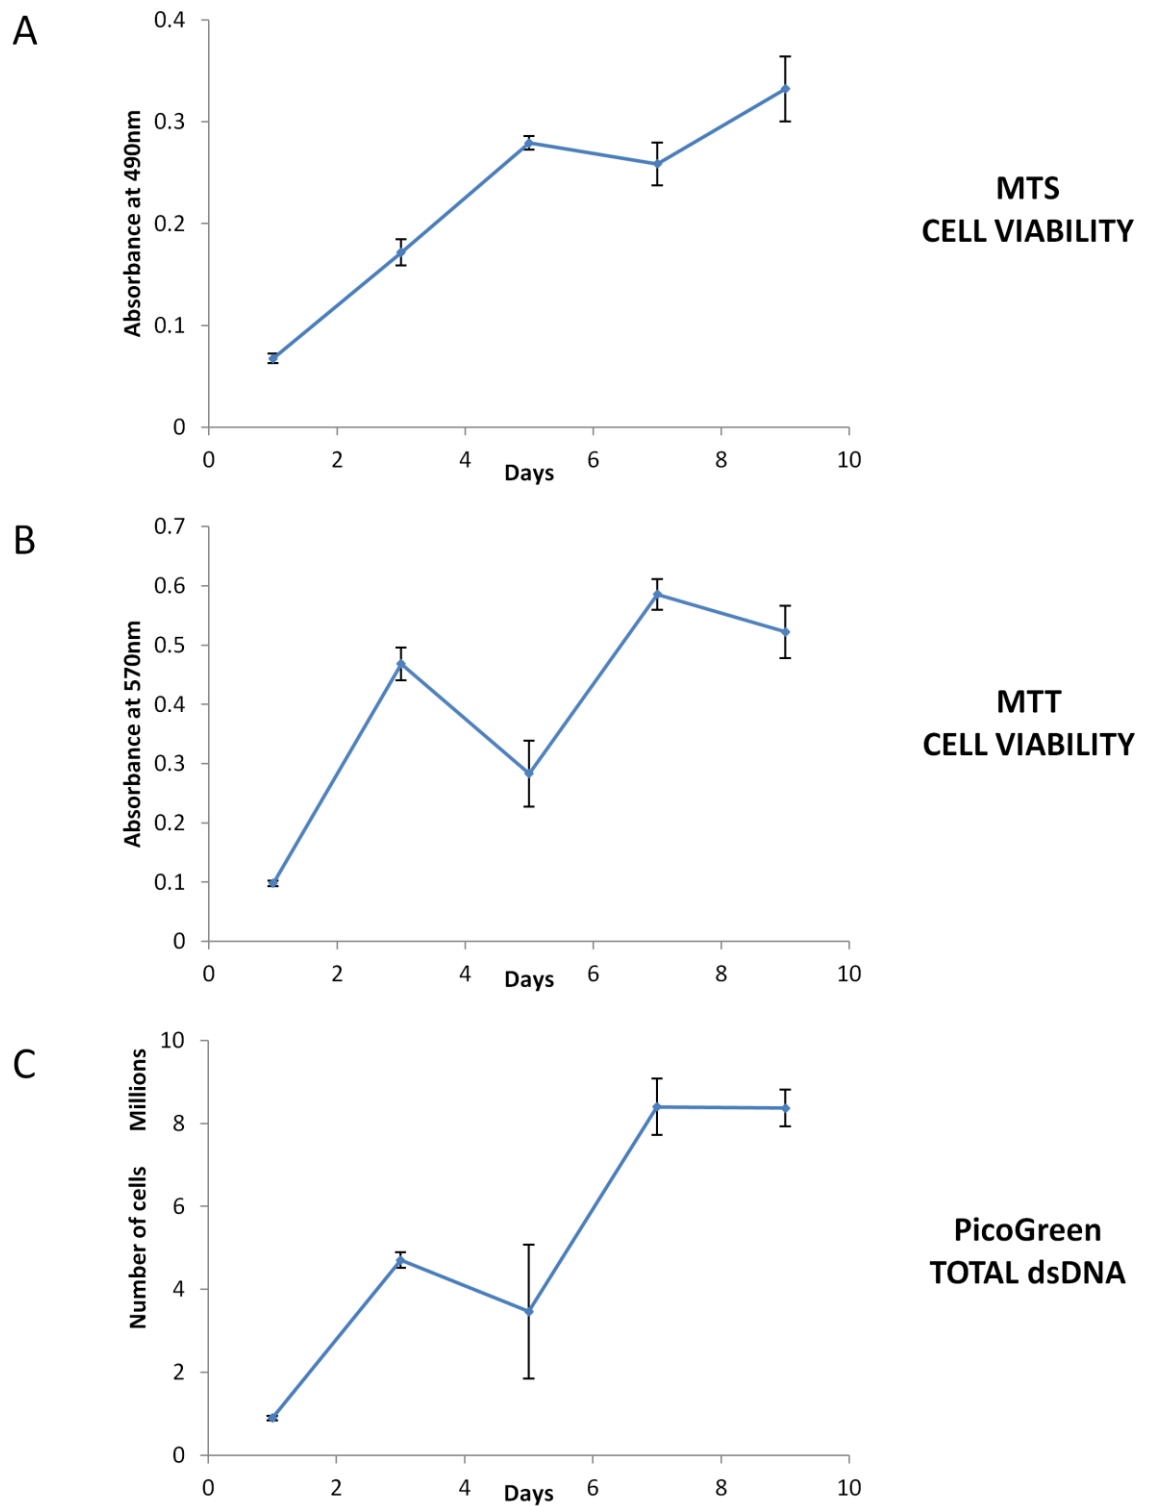 A
0.4
0.3
0.2
0.1
0
Absorbance at 490nm
0 2 4 6 8 10
Days
MTS
CELL VIABILITY
B
0.7
0.6
0.5
0.4
0.3
0.2
0.1
0
Absorbance at 570nm
0 2 4 6 8 10
Days
MTT
CELL VIABILITY
C
10
8
6
4
2
0
Number of cells Millions
0 2 4 6 8 10
Days
PicoGreen
TOTAL dsDNA